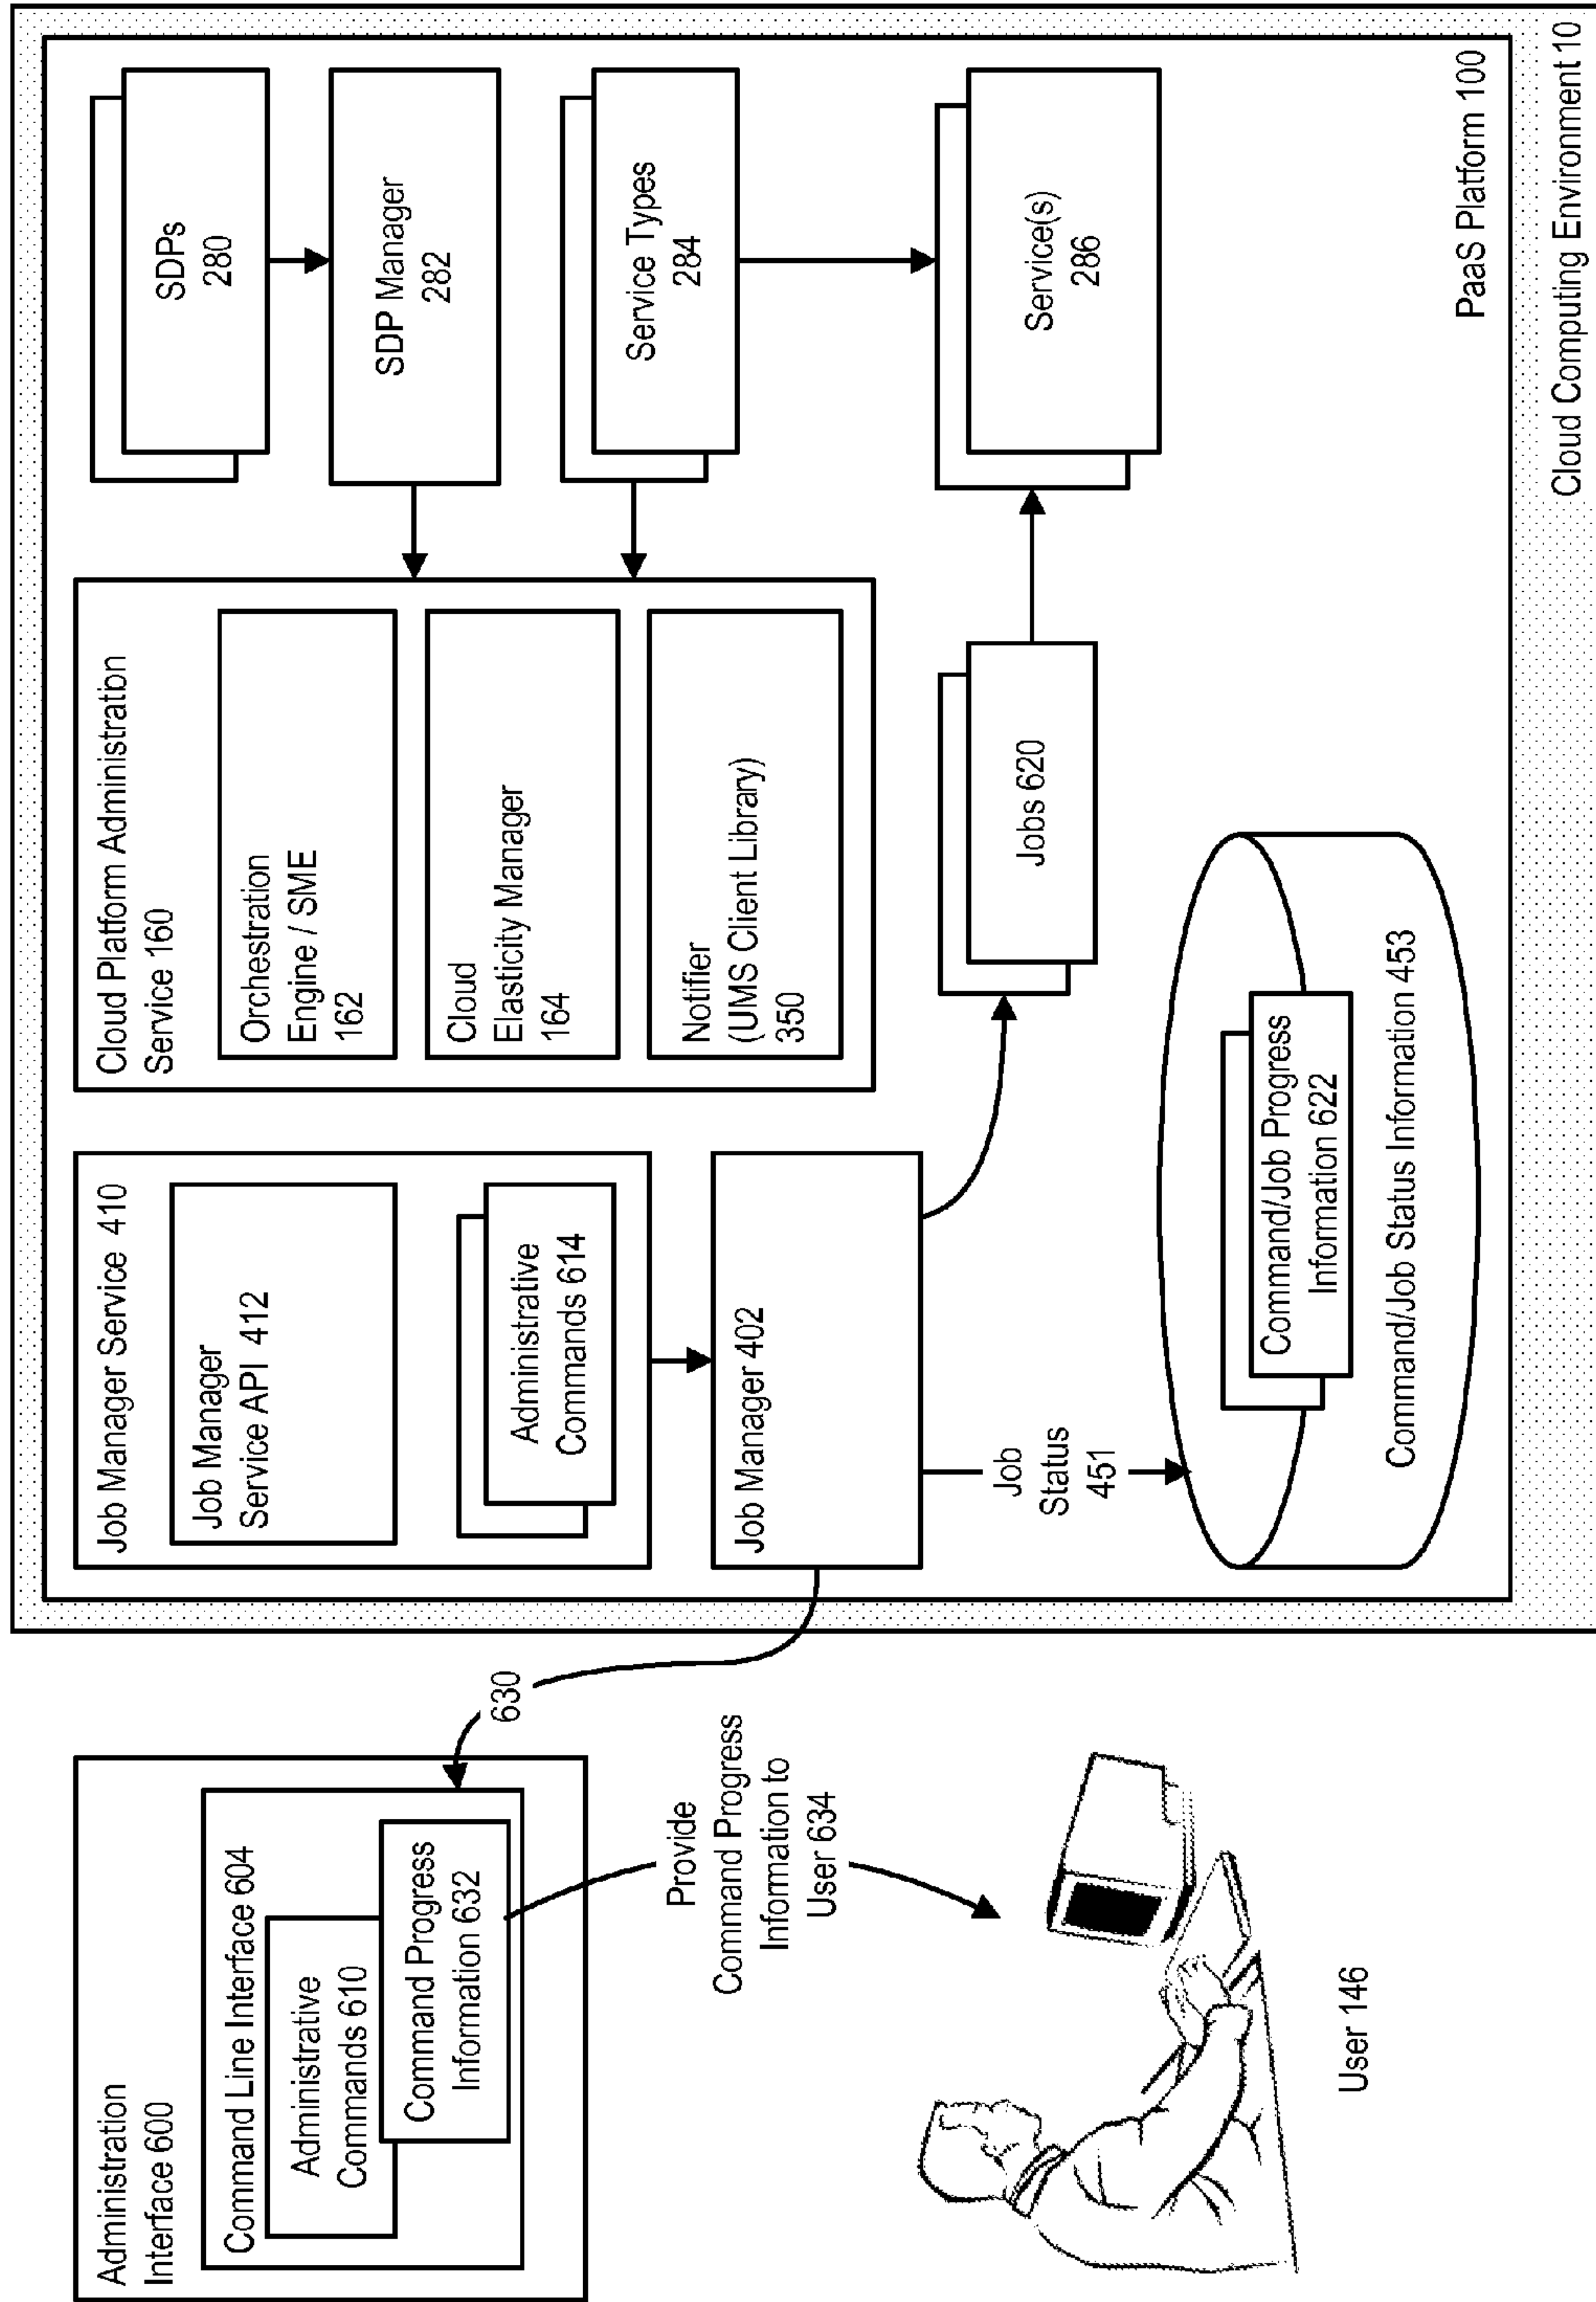 Administration
Interface 600
Command Line Interface 604
Administrative
Commands 610
Command Progress
Information 632
630
Provide
Command Progress
Information to
User 634
User 146
Job Manager Service 410
Job Manager
Service API 412
Administrative
Commands 614
Job Manager 402
Job
Status
451
Command/Job Progress
Information 622
Command/Job Status Information 453
Cloud Platform Administration
Service 160
Orchestration
Engine / SME
162
Cloud
Elasticity Manager
164
Notifier
(UMS Client Library)
350
Jobs 620
SDPs
280
SDP Manager
282
Service Types
284
Service(s)
286
PaaS Platform 100
Cloud Computing Environment 10